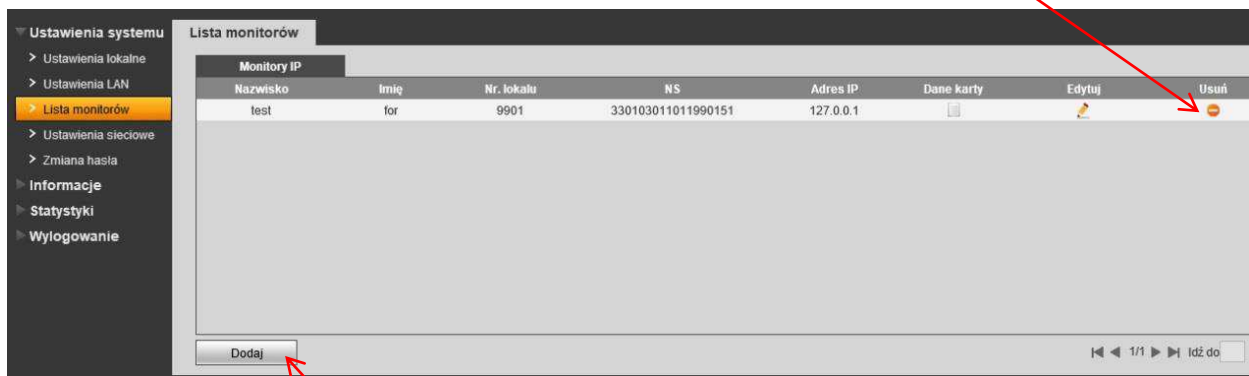 Ustawienia systemu
Lista monitorów
> Ustawienia lokalne
Monitory IP
> Ustawienia LAN
Nazwisko Imię Nr. lokalu NS Adres IP Dane karty Edytuj Usuń
> Lista monitorów
test for 9901 330103011011990151 127.0.0.1
> Ustawienia sieciowe
> Zmiana hasła
Informacje
Statystyki
Wylogowanie
Dodaj
1/1 Idź do